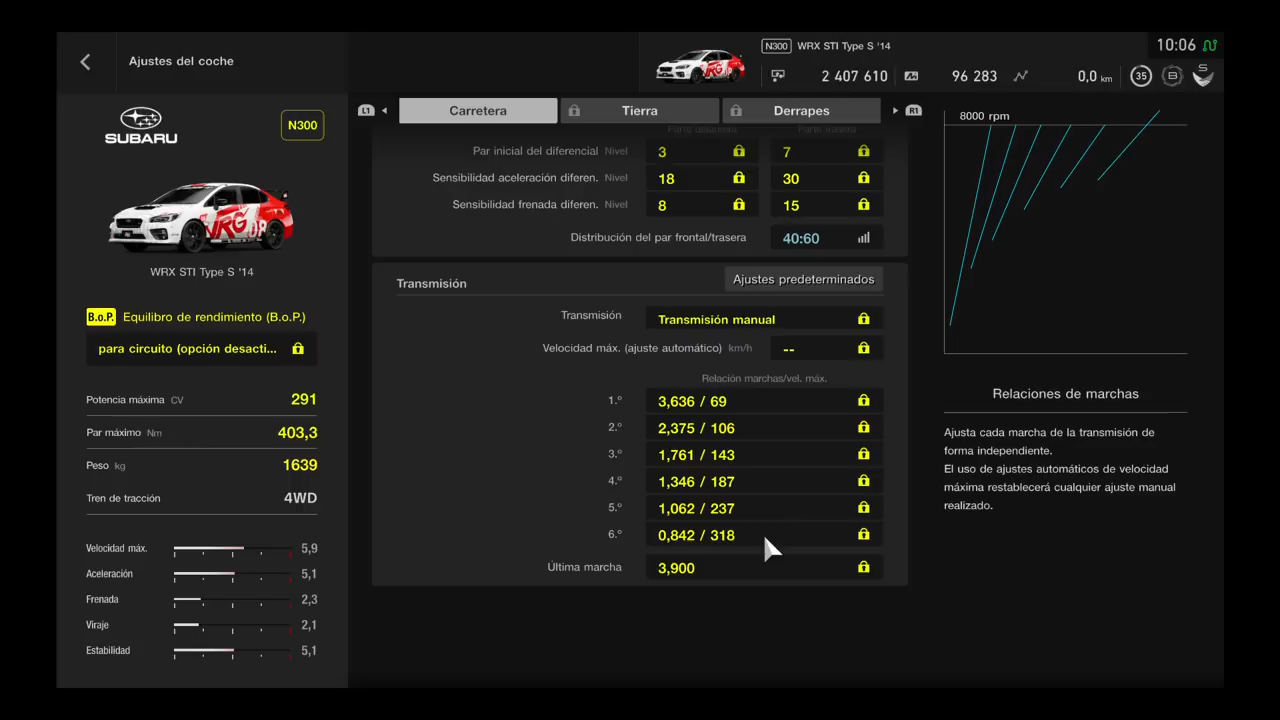 Ajustes del coche
N300 WRX STI Type S '14
2 407 610
96 283
0,0 km
35
B
S
10:06
SUBARU
N300
WRX STI Type S '14
B.o.P. Equilibro de rendimiento (B.o.P.)
para circuito (opción desacti...
Potencia máxima CV 291
Par máximo Nm 403,3
Peso kg 1639
Tren de tracción 4WD
Velocidad máx. 5,9
Aceleración 5,1
Frenada 2,3
Viraje 2,1
Estabilidad 5,1
L1 Carretera Tierra Derrapes R1
Parte delantera Parte trasera
Par inicial del diferencial Nivel 3 7
Sensibilidad aceleración diferen. Nivel 18 30
Sensibilidad frenada diferen. Nivel 8 15
Distribución del par frontal/trasera 40:60
Transmisión Ajustes predeterminados
Transmisión Transmisión manual
Velocidad máx. (ajuste automático) km/h --
Relación marchas/vel. máx.
1.º 3,636 / 69
2.º 2,375 / 106
3.º 1,761 / 143
4.º 1,346 / 187
5.º 1,062 / 237
6.º 0,842 / 318
Última marcha 3,900
8000 rpm
Relaciones de marchas
Ajusta cada marcha de la transmisión de
forma independiente.
El uso de ajustes automáticos de velocidad
máxima restablecerá cualquier ajuste manual
realizado.